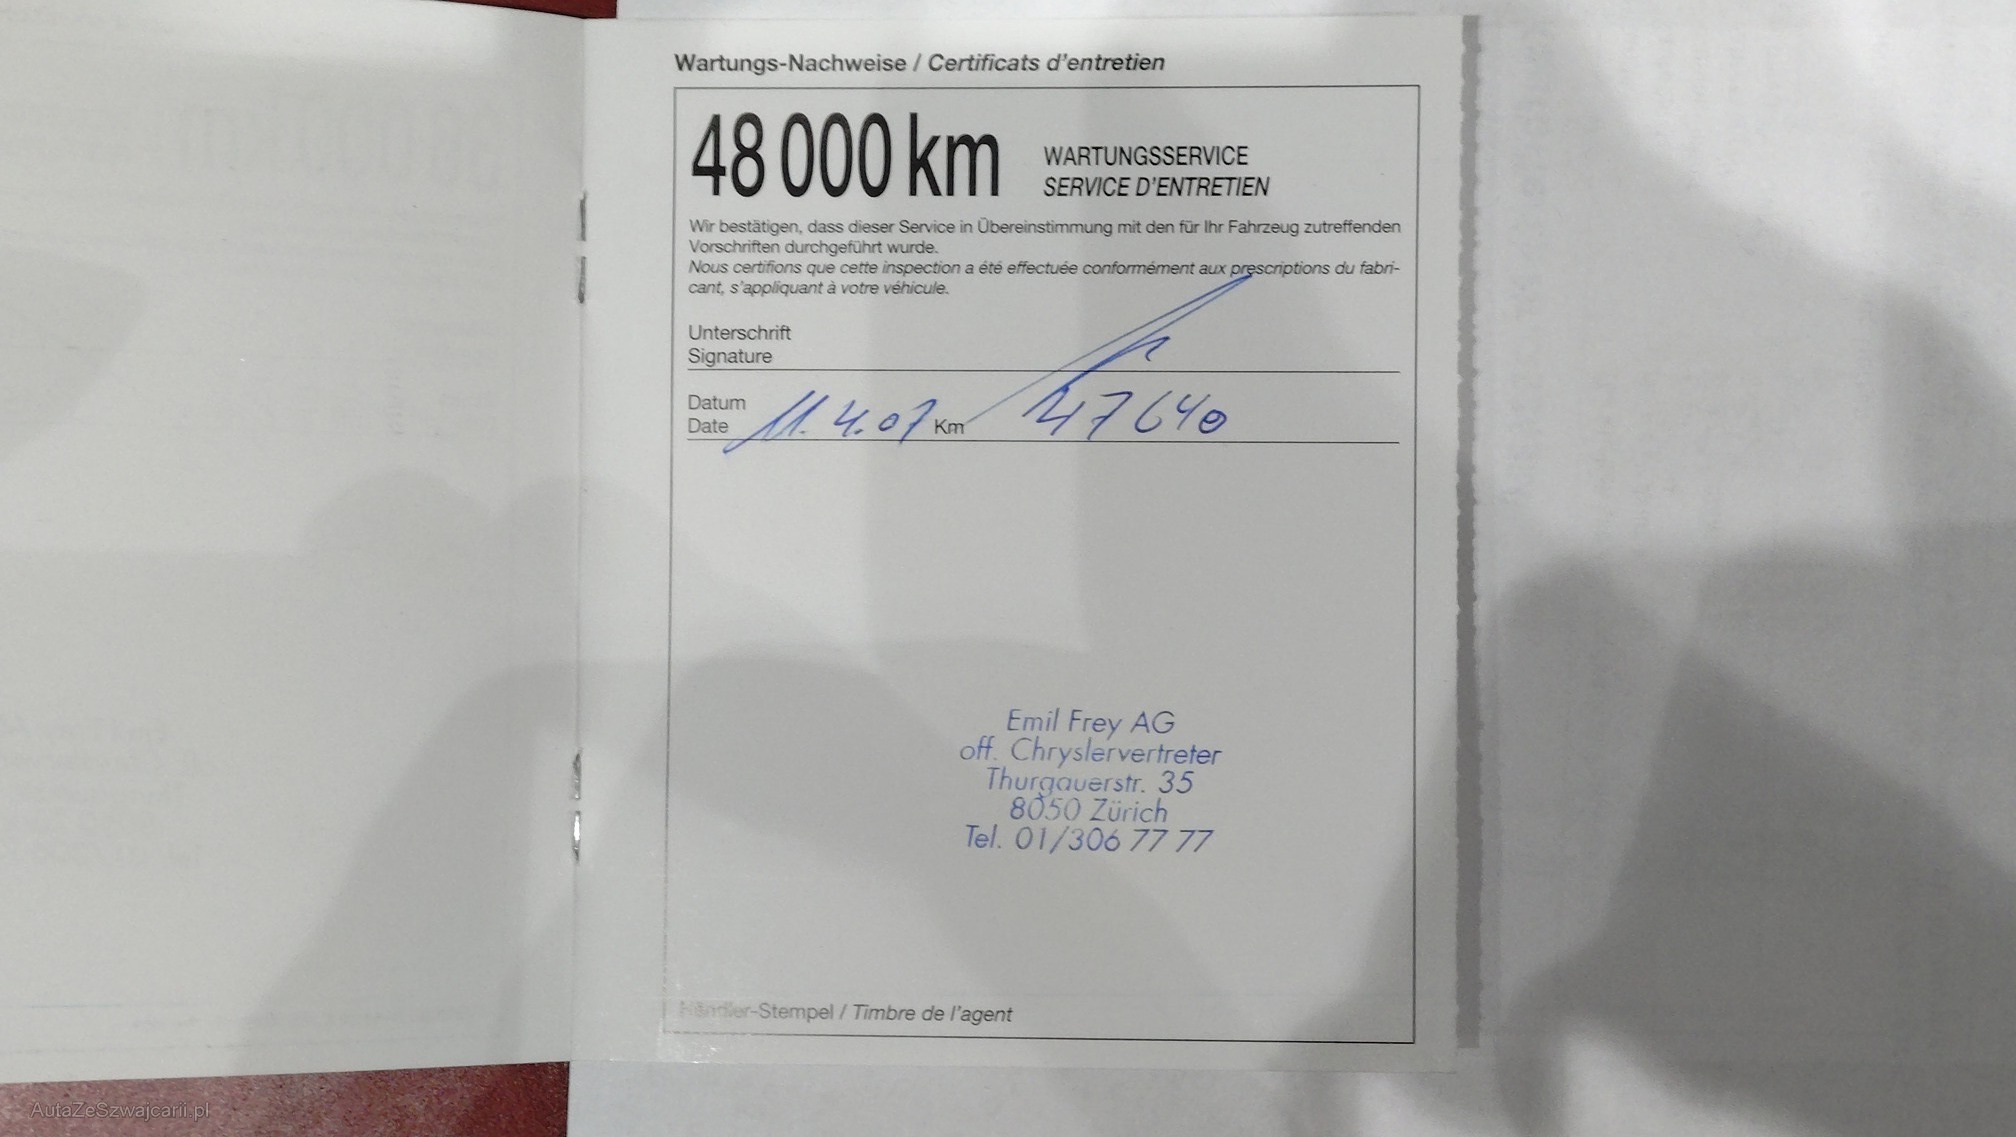 Wartungs-Nachweise / Certificats d'entretien
48 000 km
WARTUNGSSERVICE
SERVICE D'ENTRETIEN
Wir bestätigen, dass dieser Service in Übereinstimmung mit den für Ihr Fahrzeug zutreffenden
Vorschriften durchgeführt wurde.
Nous certifions que cette inspection a été effectuée conformément aux prescriptions du fabri-
cant, s'appliquant à votre véhicule.
Unterschrift
Signature
Datum
Date 11.4.07 Km 47640
Emil Frey AG
off. Chryslervertreter
Thurgauerstr. 35
8050 Zürich
Tel. 01/306 77 77
Händler-Stempel / Timbre de l'agent
AutaZeSzwajcarii.pl